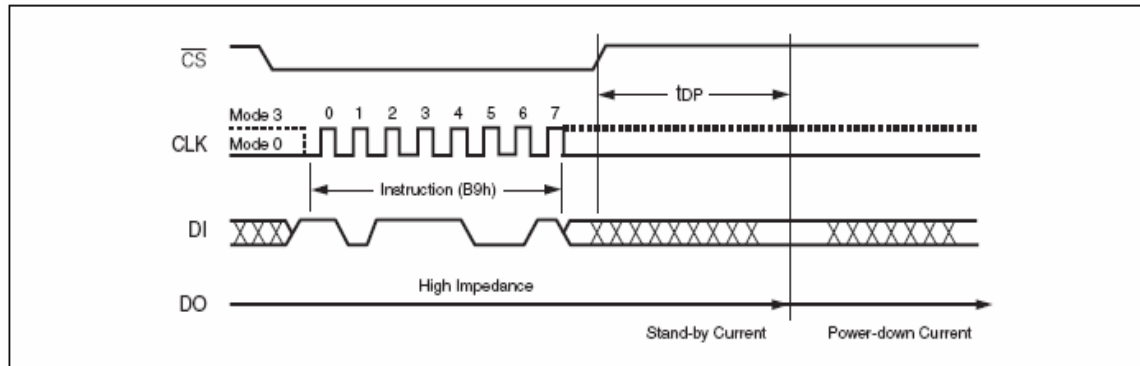 CS
tDP
Mode 3
0 1 2 3 4 5 6 7
CLK
Mode 0
Instruction (B9h)
DI
High Impedance
DO
Stand-by Current
Power-down Current